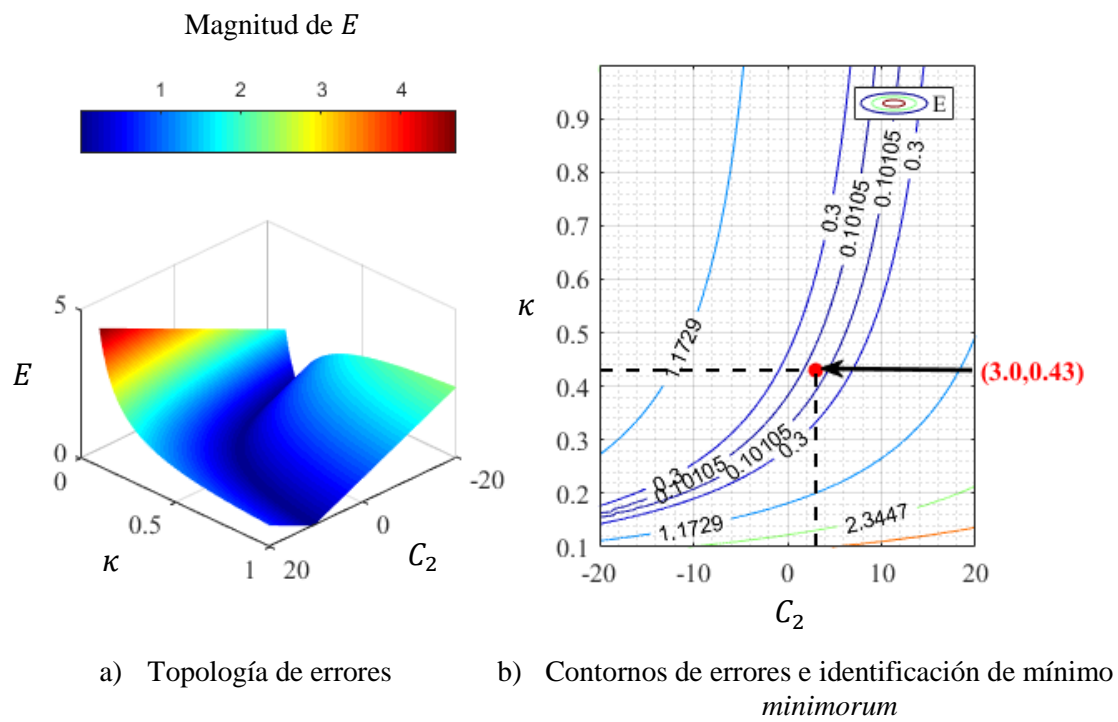 Magnitud de E
1 2 3 4
5
E
0
0
0.5
κ
1
20
0
C₂
-20
E
0.9
0.8
0.7
0.6
0.5
0.4
0.3
0.2
0.1
κ
-20 -10 0 10 20
C₂
0.3
0.10105
0.10105
0.3
1.1729
(3.0,0.43)
0.3
0.10105
0.10105
0.3
1.1729
2.3447
a) Topología de errores
b) Contornos de errores e identificación de mínimo
minimorum